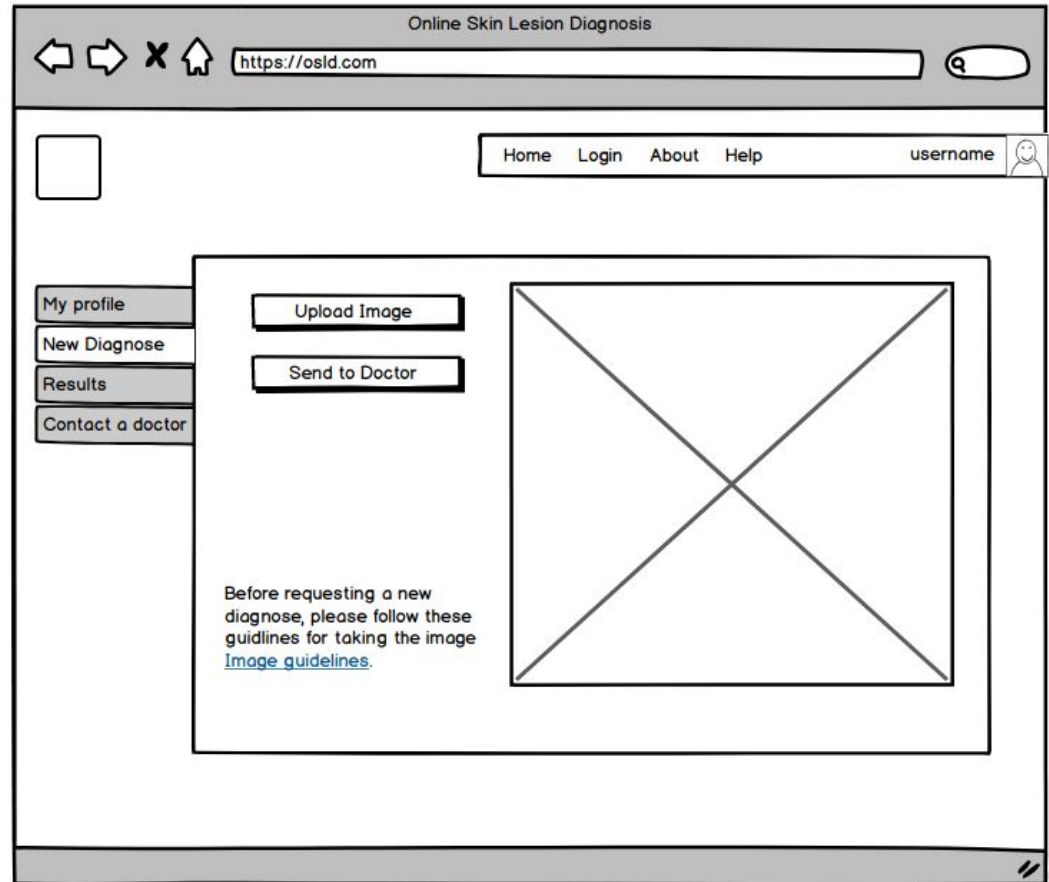 Online Skin Lesion Diagnosis
https://osld.com
Home Login About Help username
My profile
New Diagnose
Results
Contact a doctor
Upload Image
Send to Doctor
Before requesting a new
diagnose, please follow these
guidlines for taking the image
Image guidelines.